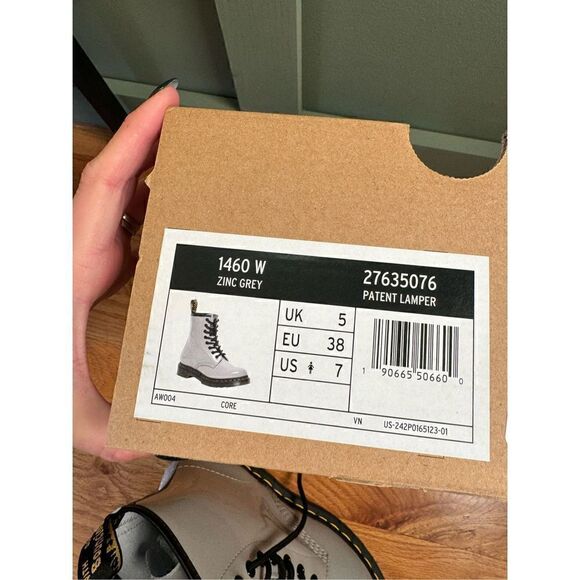 1460 W
ZINC GREY
27635076
PATENT LAMPER
UK 5
EU 38
US 7
1 90665 50660 0
AW004
CORE
VN
US-242P0165123-01